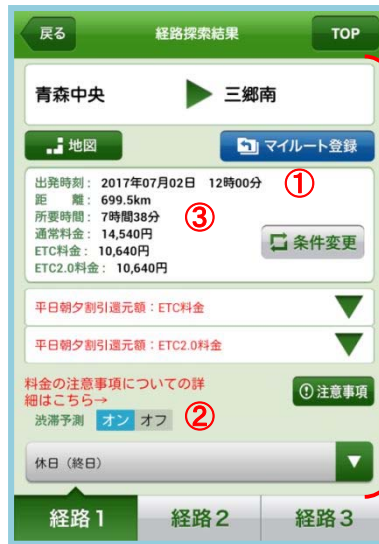 戻る 経路探索結果 TOP
青森中央 三郷南
地図 マイルート登録
出発時刻： 2017年07月02日 12時00分 ①
距 離： 699.5km
所要時間： 7時間38分 ③
通常料金： 14,540円
ETC料金： 10,640円
ETC2.0料金： 10,640円
条件変更
平日朝夕割引還元額：ETC料金
平日朝夕割引還元額：ETC2.0料金
料金の注意事項についての詳
細はこちら→
注意事項
渋滞予測 オン オフ ②
休日（終日）
経路1 経路2 経路3